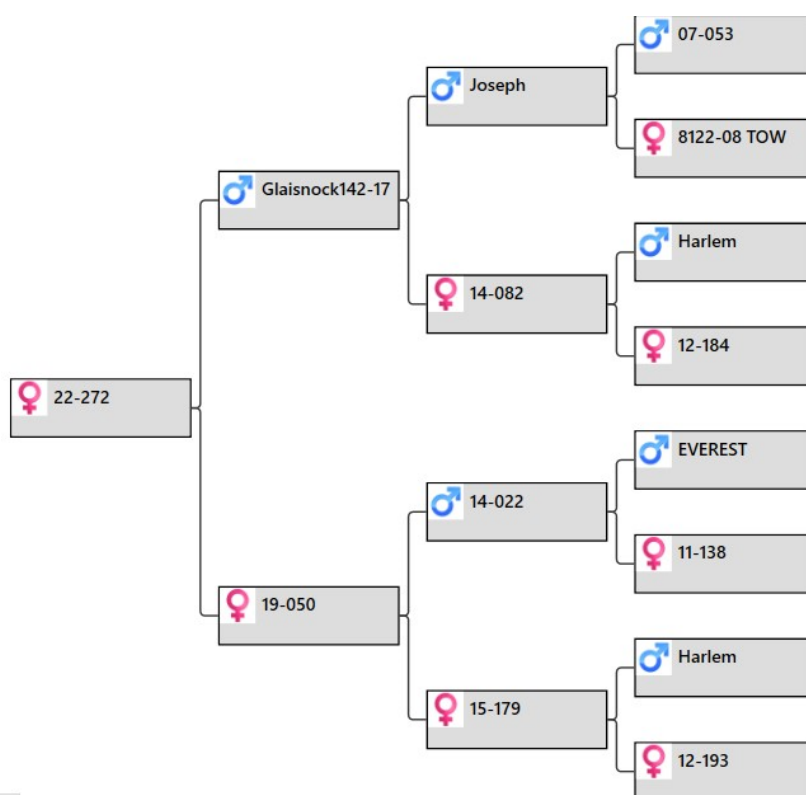 07-053
Joseph
8122-08 TOW
Glaisnock142-17
Harlem
14-082
12-184
22-272
EVEREST
14-022
11-138
19-050
Harlem
15-179
12-193